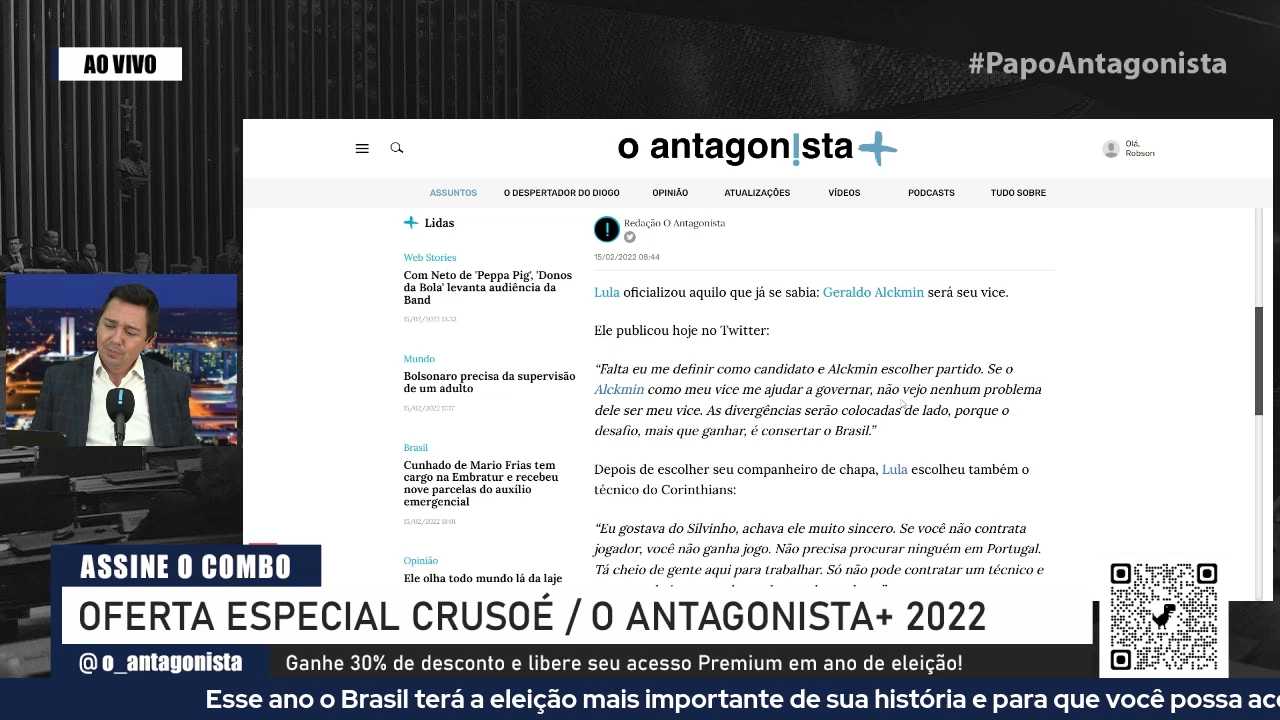 AO VIVO
#PapoAntagonista
o antagon!sta+
Olá,
Robson
ASSUNTOS
O DESPERTADOR DO DIOGO
OPINIÃO
ATUALIZAÇÕES
VÍDEOS
PODCASTS
TUDO SOBRE
+ Lidas
Web Stories
Com Neto de 'Peppa Pig', 'Donos
da Bola' levanta audiência da
Band
Mundo
Bolsonaro precisa da supervisão
de um adulto
15/02/2022 17:17
Brasil
Cunhado de Mario Frias tem
cargo na Embratur e recebeu
nove parcelas do auxílio
emergencial
15/02/2022 18:01
Opinião
Ele olha todo mundo lá da laje
Redação O Antagonista
15/02/2022 08:44
Lula oficializou aquilo que já se sabia: Geraldo Alckmin será seu vice.
Ele publicou hoje no Twitter:
“Falta eu me definir como candidato e Alckmin escolher partido. Se o
Alckmin como meu vice me ajudar a governar, não vejo nenhum problema
dele ser meu vice. As divergências serão colocadas de lado, porque o
desafio, mais que ganhar, é consertar o Brasil.”
Depois de escolher seu companheiro de chapa, Lula escolheu também o
técnico do Corinthians:
“Eu gostava do Silvinho, achava ele muito sincero. Se você não contrata
jogador, você não ganha jogo. Não precisa procurar ninguém em Portugal.
Tá cheio de gente aqui para trabalhar. Só não pode contratar um técnico e
ASSINE O COMBO
OFERTA ESPECIAL CRUSOÉ / O ANTAGONISTA+ 2022
@o_antagonista
Ganhe 30% de desconto e libere seu acesso Premium em ano de eleição!
Esse ano o Brasil terá a eleição mais importante de sua história e para que você possa ac